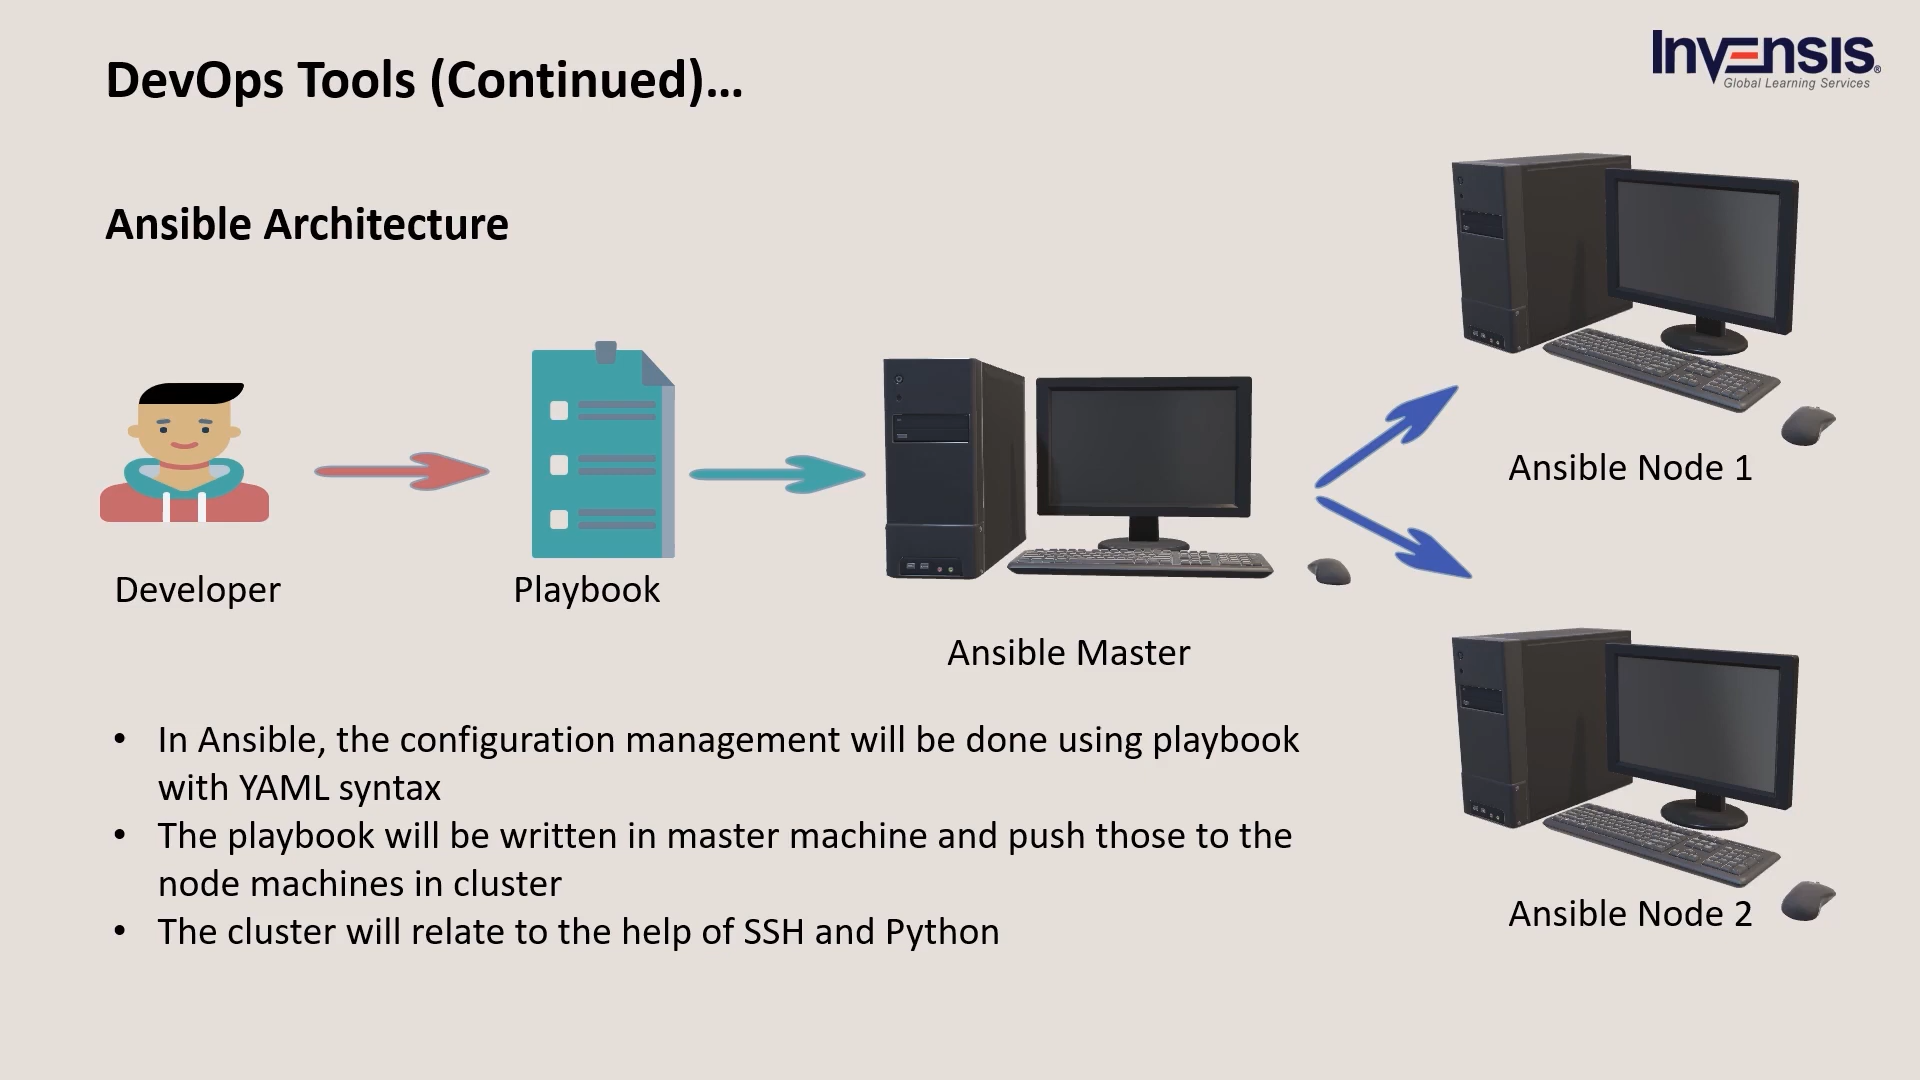 DevOps Tools (Continued)...
Invensis®
Global Learning Services
Ansible Architecture
Developer
Playbook
Ansible Master
Ansible Node 1
Ansible Node 2
• In Ansible, the configuration management will be done using playbook
with YAML syntax
• The playbook will be written in master machine and push those to the
node machines in cluster
• The cluster will relate to the help of SSH and Python